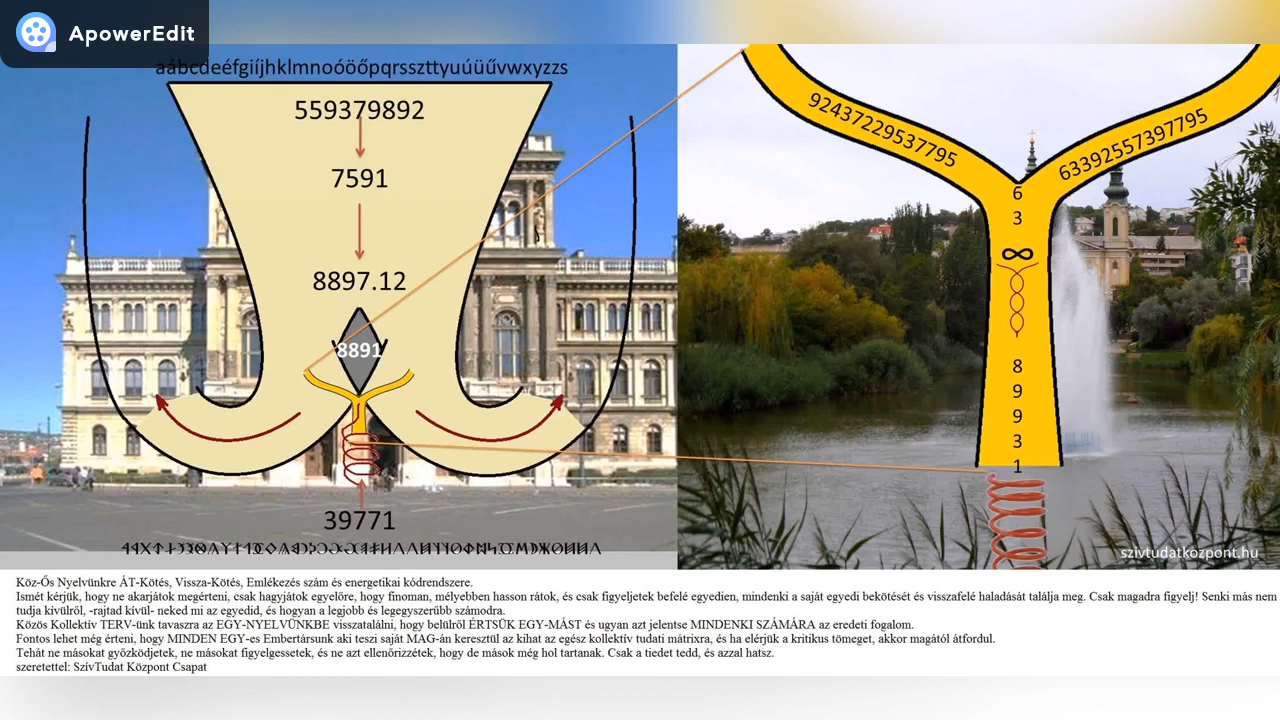 ApowerEdit
aábcdeéfgiíjhklmnoóöőpqrsszttyuúüűvwxyzzs
559379892
7591
8897.12
8891
39771
92437229537795
63392557397795
6
3
∞
8
9
9
3
1
szivtudatközpont.hu
Köz-Ős Nyelvünkre ÁT-Kötés, Vissza-Kötés, Emlékezés szám és energetikai kódrendszere.
Ismét kérjük, hogy ne akarjátok megérteni, csak hagyjátok egyelőre, hogy finoman, mélyebben hasson rátok, és csak figyeljetek befelé egyedien, mindenki a saját egyedi bekötését és visszafelé haladását találja meg. Csak magadra figyelj! Senki más nem
tudja kívülről, -rajtad kívül- neked mi az egyedid, és hogyan a legjobb és legegyszerűbb számodra.
Közös Kollektív TERV-ünk tavaszra az EGY-NYELVÜNKBE visszatalálni, hogy belülről ÉRTSÜK EGY-MÁST és ugyan azt jelentse MINDENKI SZÁMÁRA az eredeti fogalom.
Fontos lehet még érteni, hogy MINDEN EGY-es Embertársunk aki teszi saját MAG-án keresztül az kihat az egész kollektív tudati mátrixra, és ha elérjük a kritikus tömeget, akkor magától átfordul.
Tehát ne másokat győzködjetek, ne másokat figyelgessetek, és ne azt ellenőrizzétek, hogy de mások még hol tartanak. Csak a tiedet tedd, és azzal hatsz.
szeretettel: SzívTudat Központ Csapat